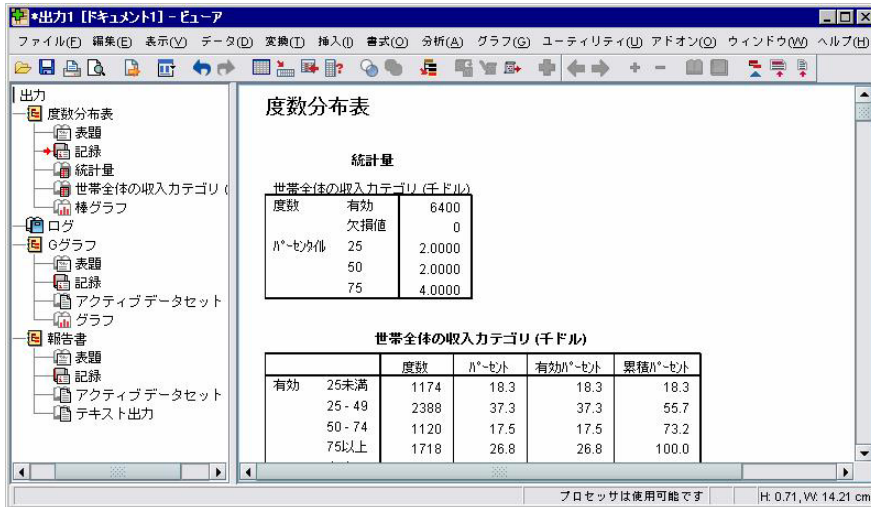 *出力1 [ドキュメント1] - ビューア
ファイル(F) 編集(E) 表示(V) データ(D) 変換(T) 挿入(I) 書式(O) 分析(A) グラフ(G) ユーティリティ(U) アドオン(O) ウィンドウ(W) ヘルプ(H)
出力
度数分布表
表題
記録
統計量
世帯全体の収入カテゴリ (
棒グラフ
ログ
Gグラフ
表題
記録
アクティブ データセット
グラフ
報告書
表題
記録
アクティブ データセット
テキスト出力
度数分布表
統計量
世帯全体の収入カテゴリ (千ドル)
度数 有効 6400
欠損値 0
ﾊﾟｰｾﾝﾀｲﾙ 25 2.0000
50 2.0000
75 4.0000
世帯全体の収入カテゴリ (千ドル)
度数 ﾊﾟｰｾﾝﾄ 有効ﾊﾟｰｾﾝﾄ 累積ﾊﾟｰｾﾝﾄ
有効 25未満 1174 18.3 18.3 18.3
25 - 49 2388 37.3 37.3 55.7
50 - 74 1120 17.5 17.5 73.2
75以上 1718 26.8 26.8 100.0
プロセッサは使用可能です H: 0.71, W: 14.21 cm